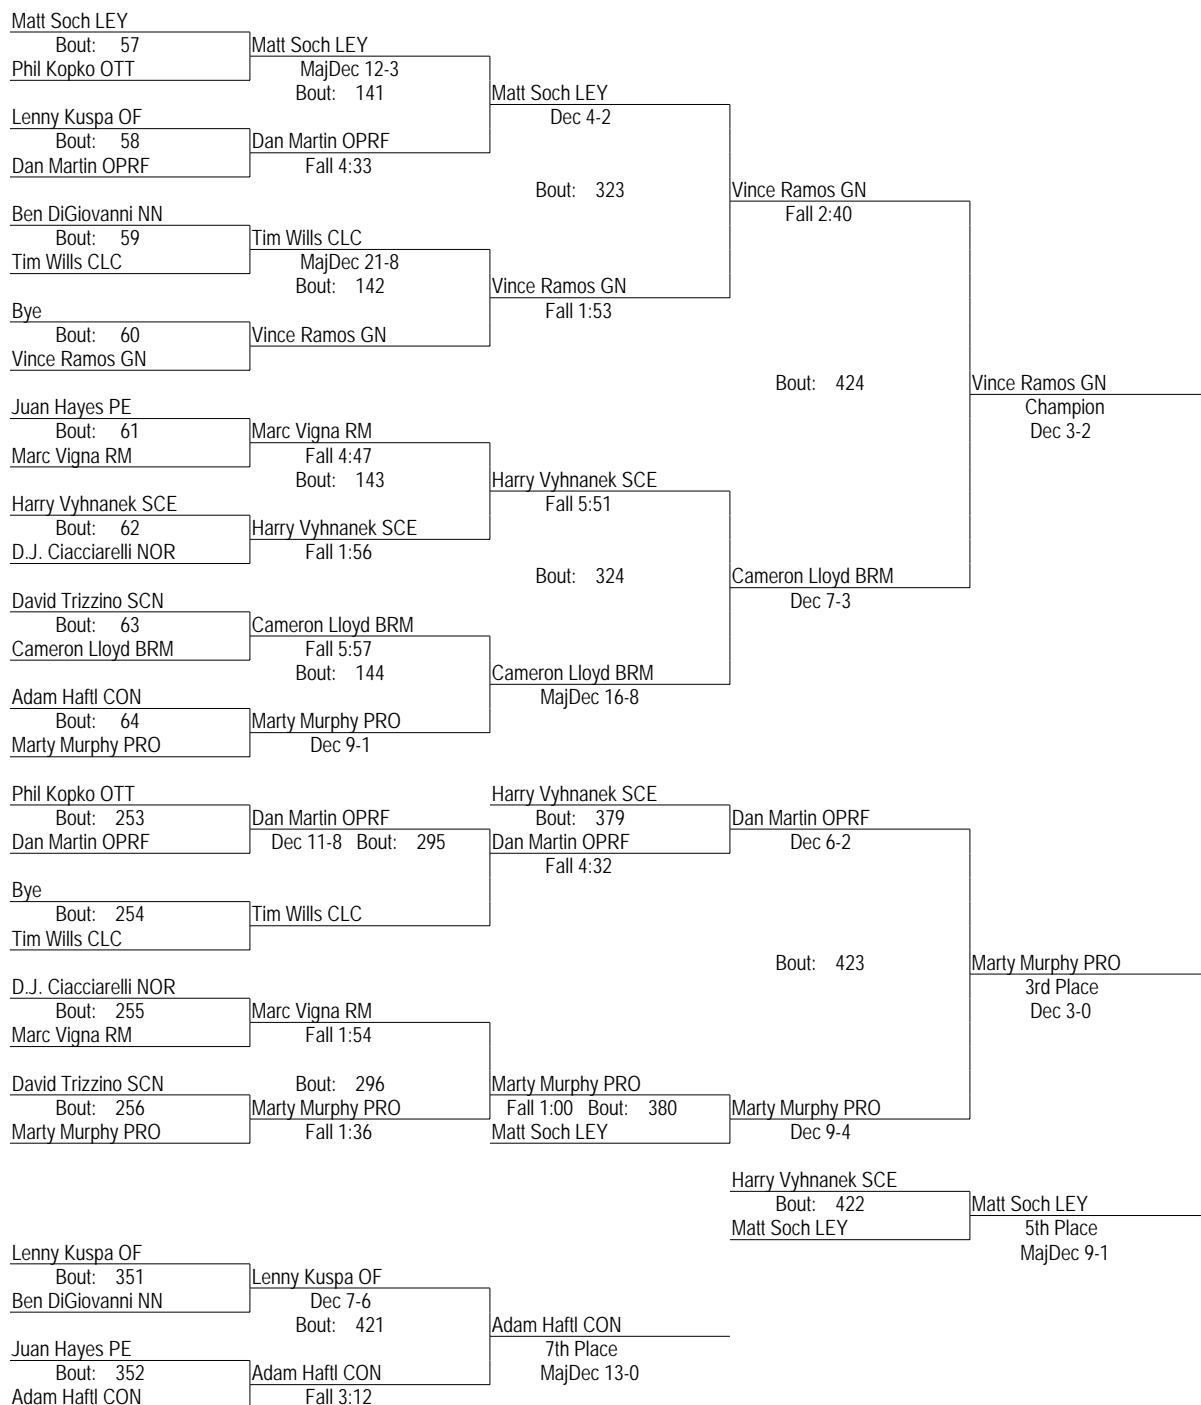 Matt Soch LEY
Bout: 57
Matt Soch LEY
Phil Kopko OTT
MajDec 12-3
Bout: 141
Matt Soch LEY
Lenny Kuspa OF
Dec 4-2
Bout: 58
Dan Martin OPRF
Dan Martin OPRF
Fall 4:33
Bout: 323
Vince Ramos GN
Ben DiGiovanni NN
Fall 2:40
Bout: 59
Tim Wills CLC
Tim Wills CLC
MajDec 21-8
Bout: 142
Vince Ramos GN
Bye
Fall 1:53
Bout: 60
Vince Ramos GN
Vince Ramos GN
Bout: 424
Vince Ramos GN
Juan Hayes PE
Champion
Bout: 61
Marc Vigna RM
Dec 3-2
Marc Vigna RM
Fall 4:47
Bout: 143
Harry Vyhnanek SCE
Harry Vyhnanek SCE
Fall 5:51
Bout: 62
Harry Vyhnanek SCE
D.J. Ciacciarelli NOR
Fall 1:56
Bout: 324
Cameron Lloyd BRM
David Trizzino SCN
Dec 7-3
Bout: 63
Cameron Lloyd BRM
Cameron Lloyd BRM
Fall 5:57
Bout: 144
Cameron Lloyd BRM
Adam Haftl CON
MajDec 16-8
Bout: 64
Marty Murphy PRO
Marty Murphy PRO
Dec 9-1
Phil Kopko OTT
Harry Vyhnanek SCE
Bout: 253
Dan Martin OPRF
Bout: 379
Dan Martin OPRF
Dan Martin OPRF
Dec 11-8 Bout: 295
Dan Martin OPRF
Dec 6-2
Fall 4:32
Bye
Bout: 254
Tim Wills CLC
Tim Wills CLC
Bout: 423
Marty Murphy PRO
D.J. Ciacciarelli NOR
3rd Place
Bout: 255
Marc Vigna RM
Dec 3-0
Marc Vigna RM
Fall 1:54
David Trizzino SCN
Bout: 296
Marty Murphy PRO
Bout: 256
Marty Murphy PRO
Fall 1:00 Bout: 380
Marty Murphy PRO
Marty Murphy PRO
Fall 1:36
Matt Soch LEY
Dec 9-4
Harry Vyhnanek SCE
Bout: 422
Matt Soch LEY
Matt Soch LEY
5th Place
Lenny Kuspa OF
MajDec 9-1
Bout: 351
Lenny Kuspa OF
Ben DiGiovanni NN
Dec 7-6
Bout: 421
Adam Haftl CON
Juan Hayes PE
7th Place
Bout: 352
Adam Haftl CON
MajDec 13-0
Adam Haftl CON
Fall 3:12